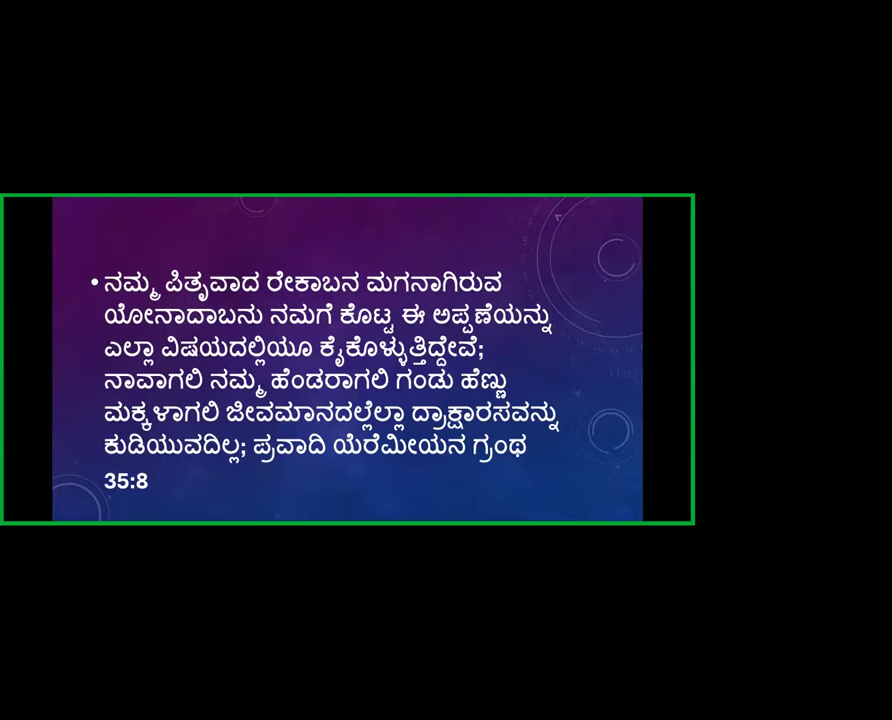 • ನಮ್ಮ ಪಿತೃವಾದ ರೇಕಾಬನ ಮಗನಾಗಿರುವ
ಯೋನಾದಾಬನು ನಮಗೆ ಕೊಟ್ಟ ಈ ಅಪ್ಪಣೆಯನ್ನು
ಎಲ್ಲಾ ವಿಷಯದಲ್ಲಿಯೂ ಕೈಕೊಳ್ಳುತ್ತಿದ್ದೇವೆ;
ನಾವಾಗಲಿ ನಮ್ಮ ಹೆಂಡರಾಗಲಿ ಗಂಡು ಹೆಣ್ಣು
ಮಕ್ಕಳಾಗಲಿ ಜೀವಮಾನದಲ್ಲೆಲ್ಲಾ ದ್ರಾಕ್ಷಾರಸವನ್ನು
ಕುಡಿಯುವದಿಲ್ಲ; ಪ್ರವಾದಿ ಯೆರೆಮೀಯನ ಗ್ರಂಥ
35:8